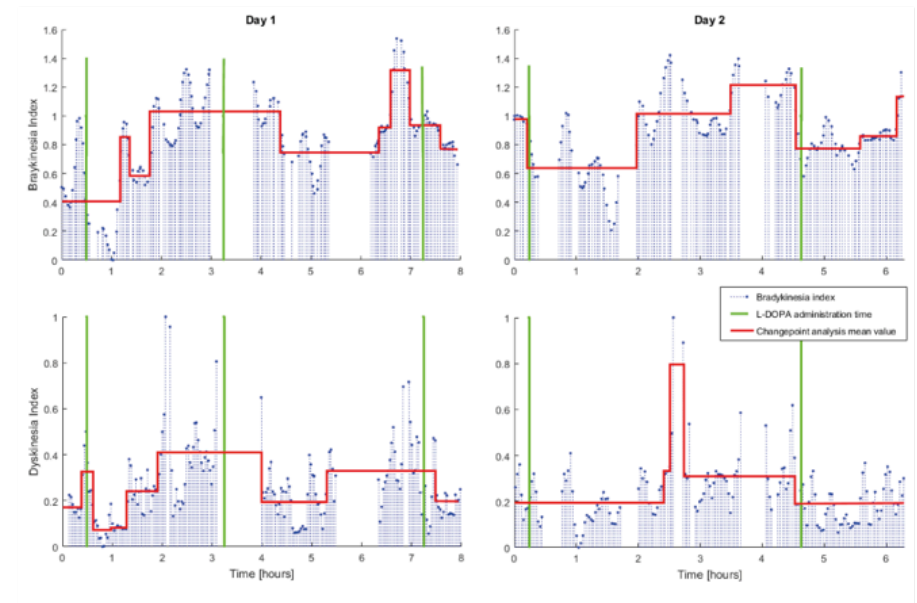 Day 1
Day 2
Braykinesia Index
1.6
1.4
1.2
1
0.8
0.6
0.4
0.2
0
0 1 2 3 4 5 6 7 8
1.6
1.4
1.2
1
0.8
0.6
0.4
0.2
0
0 1 2 3 4 5 6
Bradykinesia index
L-DOPA administration time
Changepoint analysis mean value
Dyskinesia Index
1
0.8
0.6
0.4
0.2
0
0 1 2 3 4 5 6 7 8
Time [hours]
1
0.8
0.6
0.4
0.2
0
0 1 2 3 4 5 6
Time [hours]